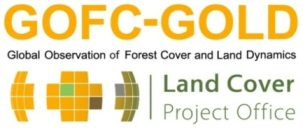 GOFC-GOLD
Global Observation of Forest Cover and Land Dynamics
Land Cover
Project Office